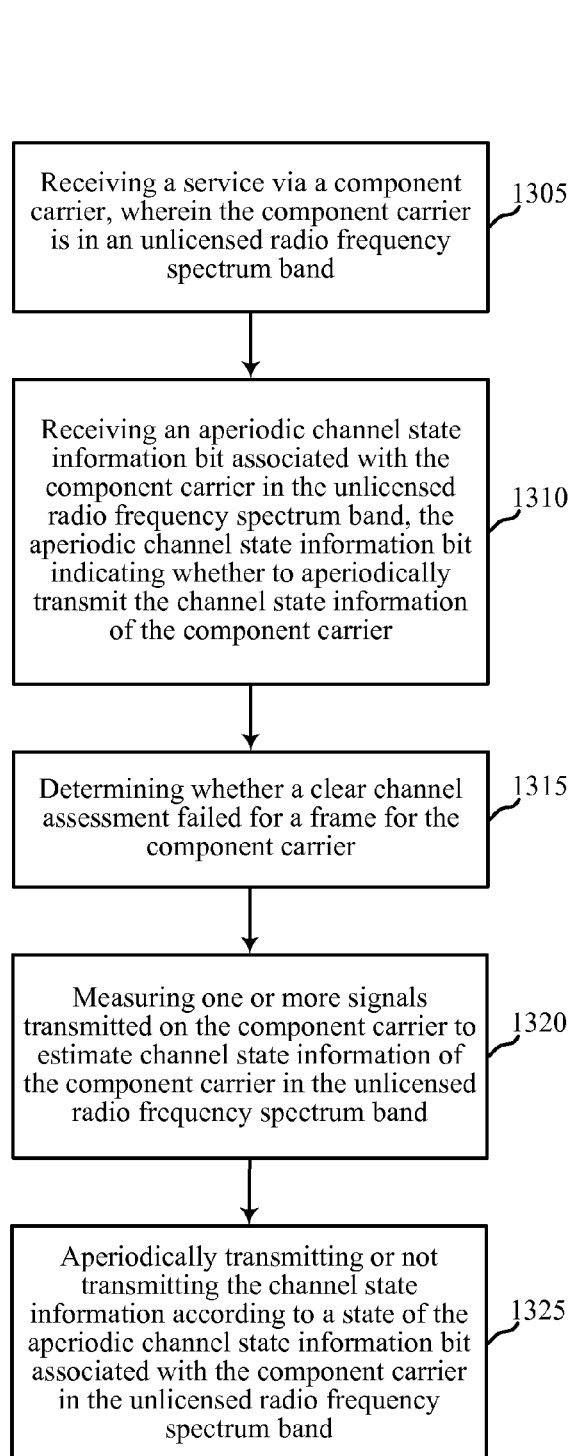 Receiving a service via a component
carrier, wherein the component carrier
is in an unlicensed radio frequency
spectrum band
1305
Receiving an aperiodic channel state
information bit associated with the
component carrier in the unlicensed
radio frequency spectrum band, the
aperiodic channel state information bit
indicating whether to aperiodically
transmit the channel state information
of the component carrier
1310
Determining whether a clear channel
assessment failed for a frame for the
component carrier
1315
Measuring one or more signals
transmitted on the component carrier to
estimate channel state information of
the component carrier in the unlicensed
radio frequency spectrum band
1320
Aperiodically transmitting or not
transmitting the channel state
information according to a state of the
aperiodic channel state information bit
associated with the component carrier
in the unlicensed radio frequency
spectrum band
1325